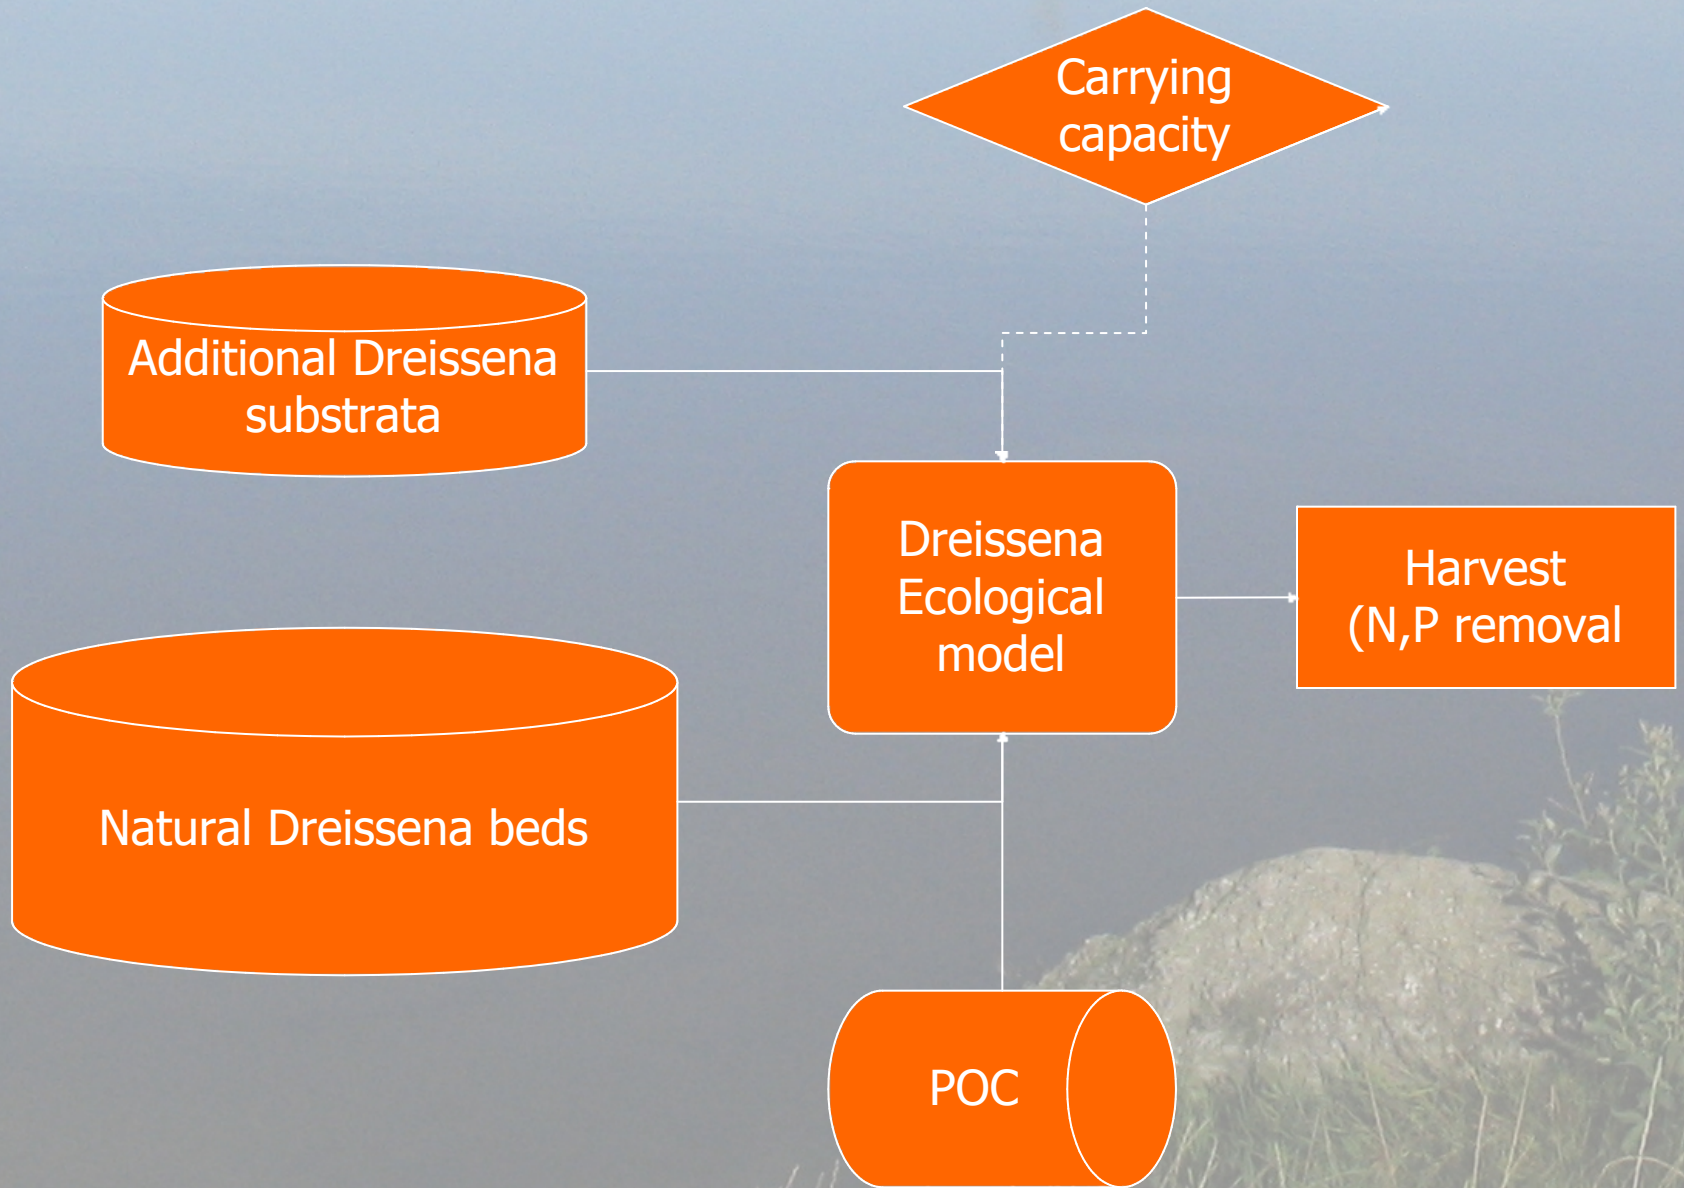 Carrying
capacity
Additional Dreissena
substrata
Dreissena
Ecological
model
Harvest
(N,P removal
Natural Dreissena beds
POC